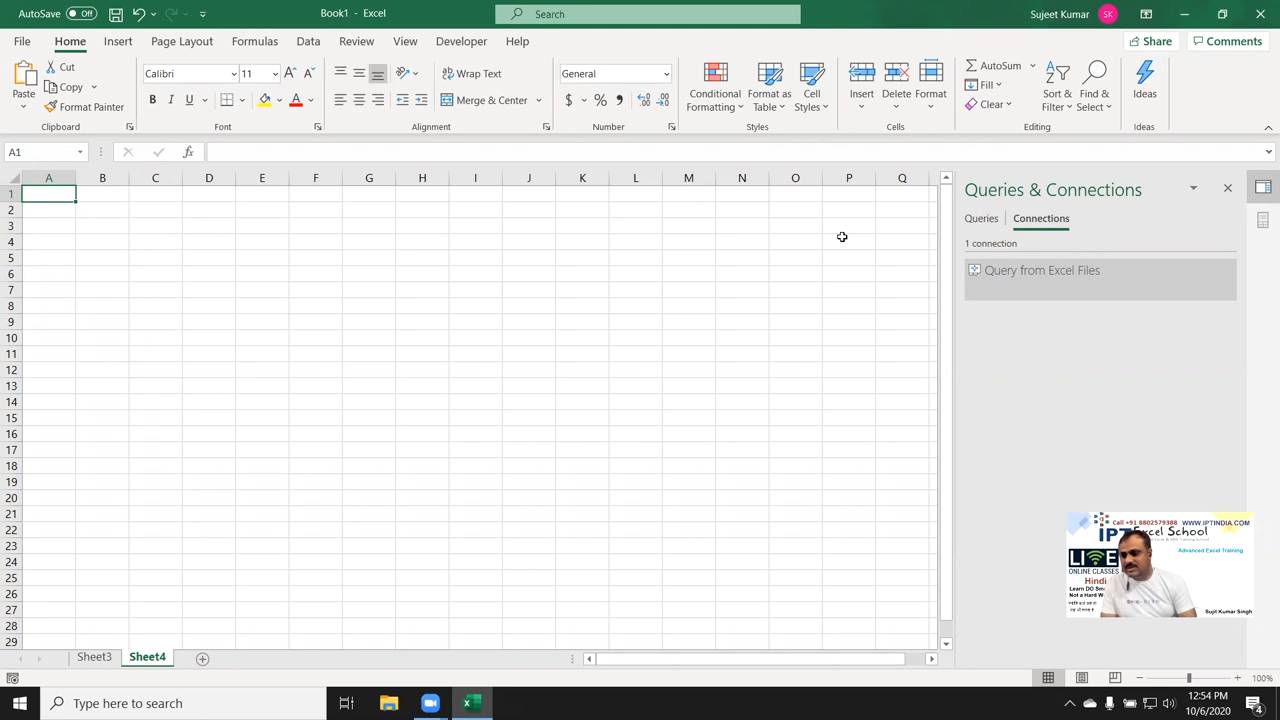 AutoSave Off Book1 - Excel Search Sujeet Kumar SK
File Home Insert Page Layout Formulas Data Review View Developer Help Share Comments
Paste Cut Copy Format Painter Clipboard
Calibri 11 B I U A Font
Wrap Text Merge & Center Alignment
General $ % , Number
Conditional Formatting Format as Table Cell Styles Styles
Insert Delete Format Cells
AutoSum Fill Clear Sort & Filter Find & Select Editing
Ideas Ideas
A1 fx
A B C D E F G H I J K L M N O P Q
1
2
3
4
5
6
7
8
9
10
11
12
13
14
15
16
17
18
19
20
21
22
23
24
25
26
27
28
29
Queries & Connections
Queries Connections
1 connection
Query from Excel Files
Call +91 8802579388 WWW.IPTINDIA.COM
IPT Excel School
Advanced Excel Training
LIVE
ONLINE CLASSES
Hindi
Learn DO Sm
Not a Hard W
Sujit Kumar Singh
Sheet3 Sheet4
100%
Type here to search
12:54 PM
10/6/2020
4